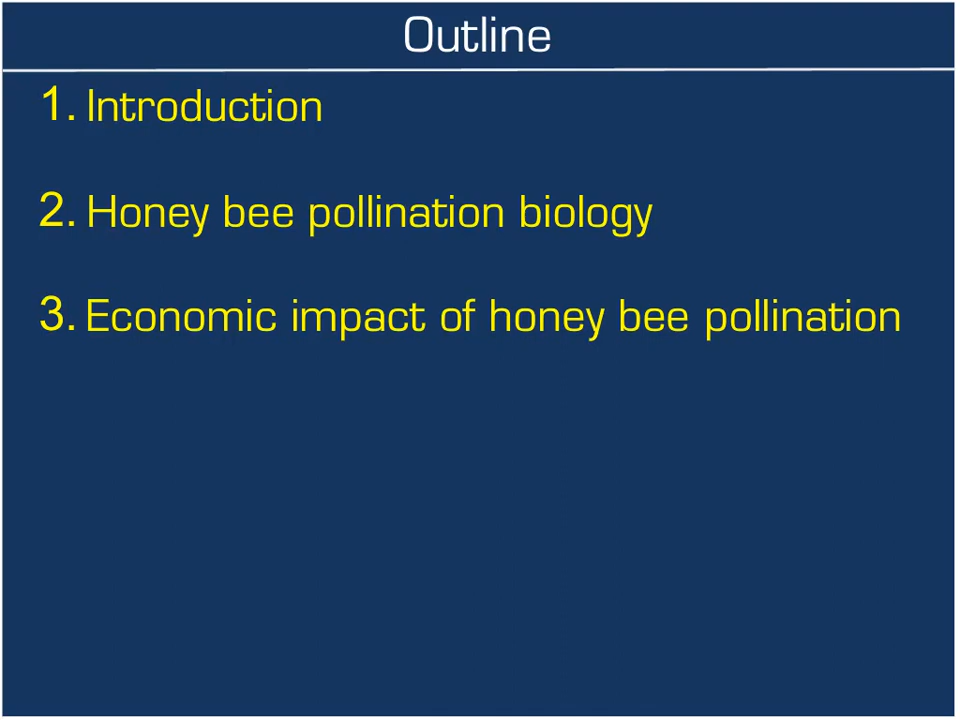 Outline
1. Introduction
2. Honey bee pollination biology
3. Economic impact of honey bee pollination